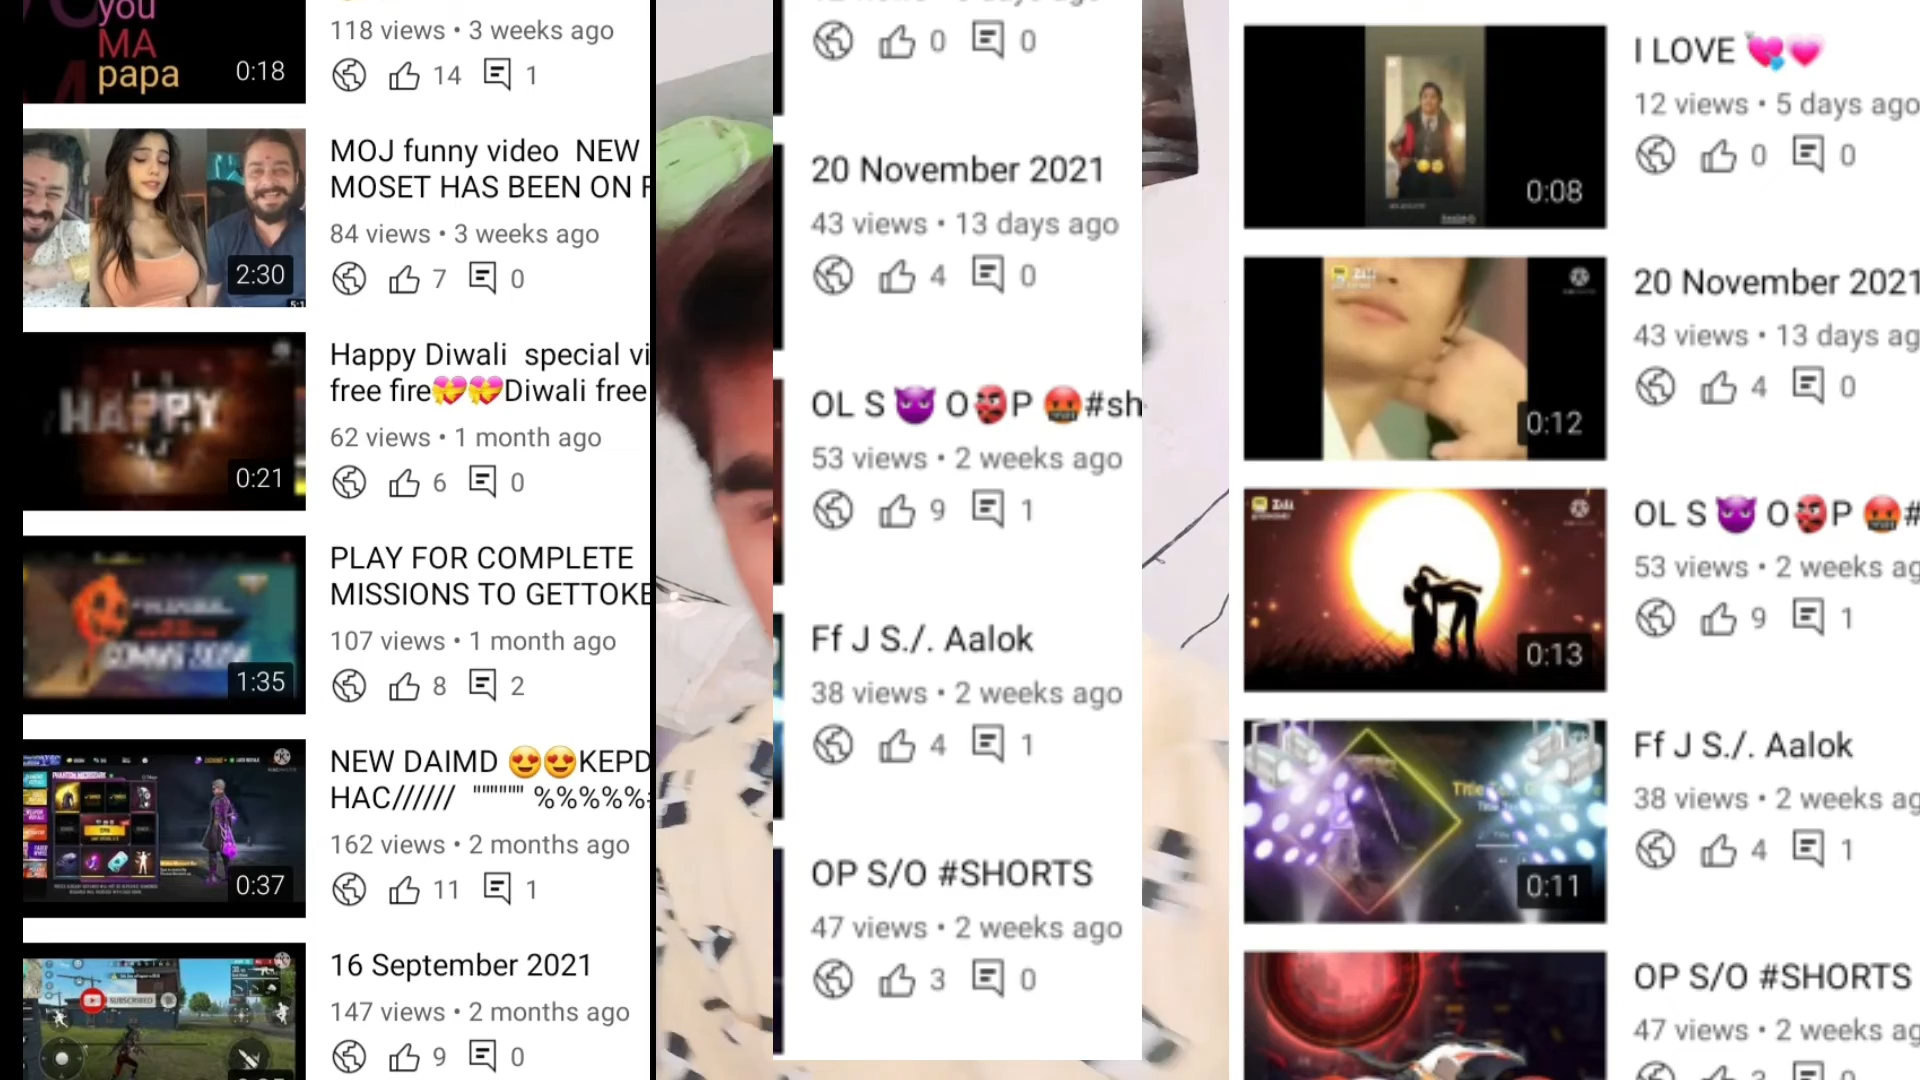 you
MA
papa
0:18
118 views • 3 weeks ago
14
1
2:30
MOJ funny video NEW
MOSET HAS BEEN ON F
84 views • 3 weeks ago
7
0
HAPPY
0:21
Happy Diwali special vi
free fire💝💝Diwali free
62 views • 1 month ago
6
0
1:35
PLAY FOR COMPLETE
MISSIONS TO GETTOKE
107 views • 1 month ago
8
2
0:37
NEW DAIMD 😍😍KEPD
HAC////// """""" %%%%%
162 views • 2 months ago
11
1
SUBSCRIBED
16 September 2021
147 views • 2 months ago
9
0
0
0
20 November 2021
43 views • 13 days ago
4
0
OL S 😈 O👺P 🤬#sh
53 views • 2 weeks ago
9
1
Ff J S./. Aalok
38 views • 2 weeks ago
4
1
OP S/O #SHORTS
47 views • 2 weeks ago
3
0
0:08
I LOVE 💘💗
12 views • 5 days ago
0
0
0:12
20 November 2021
43 views • 13 days ag
4
0
Zili
0:13
OL S 😈 O👺P 🤬#
53 views • 2 weeks ag
9
1
0:11
Ff J S./. Aalok
38 views • 2 weeks ag
4
1
OP S/O #SHORTS
47 views • 2 weeks ag